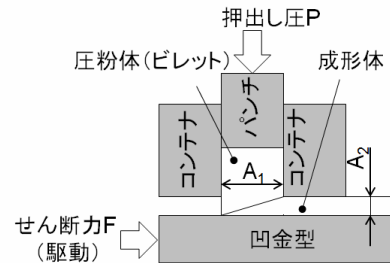 押出し圧P
圧粉体(ビレット)
成形体
コンテナ
パンチ
コンテナ
A1
A2
せん断力F
(駆動)
凹金型